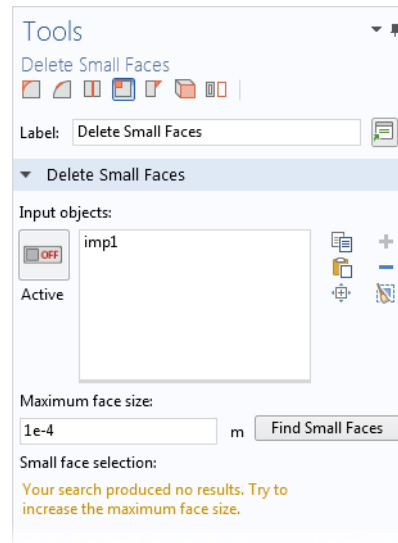 Tools
Delete Small Faces
Label: Delete Small Faces
Delete Small Faces
Input objects:
imp1
OFF
Active
Maximum face size:
1e-4 m Find Small Faces
Small face selection:
Your search produced no results. Try to
increase the maximum face size.